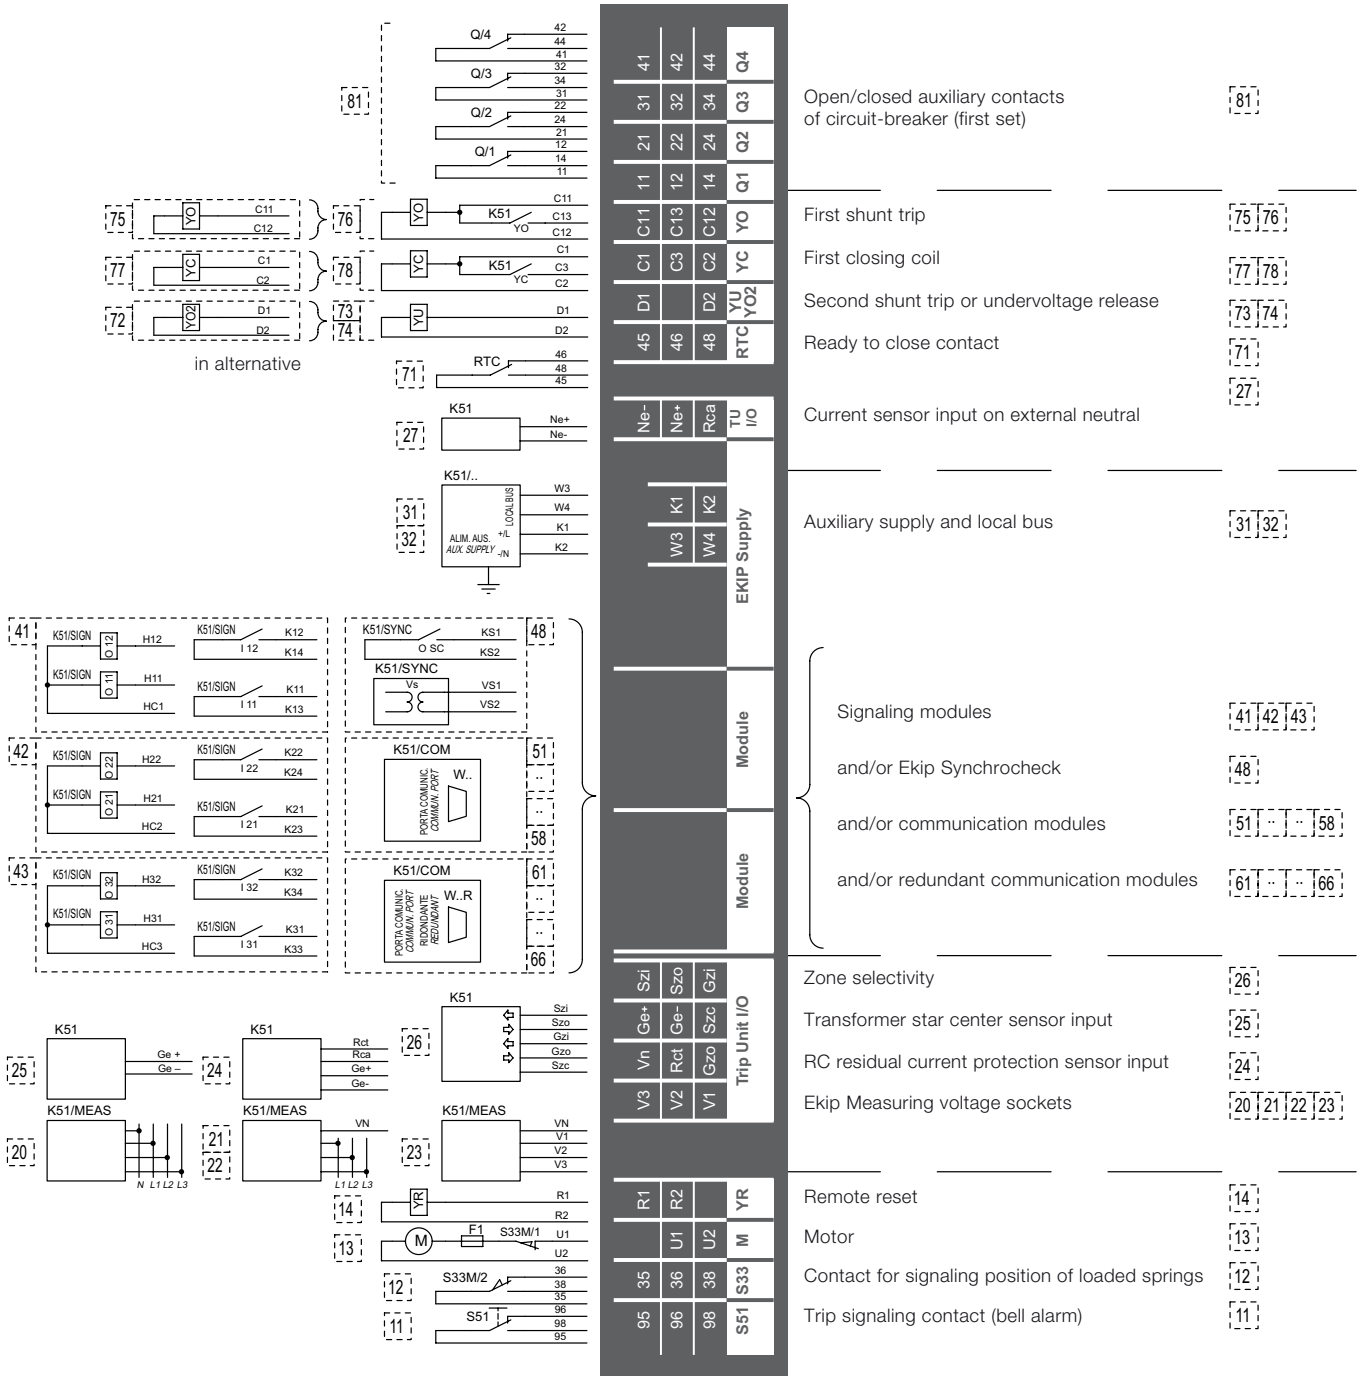 Q/4
42
44
41
Q/3
32
34
31
81
Q/2
22
24
21
Q/1
12
14
11
75
YO
C11
C12
76
YO
K51
YO
C11
C13
C12
77
YC
C1
C2
78
YC
K51
YC
C1
C3
C2
72
YO2
D1
D2
73
74
YU
D1
D2
in alternative
71
RTC
46
48
45
27
K51
Ne+
Ne-
31
32
K51/..
LOCAL BUS
ALIM. AUS.
AUX. SUPPLY
+/L
-/N
W3
W4
K1
K2
41
K51/SIGN
O 12
H12
K51/SIGN
O 11
H11
HC1
K51/SIGN
I 12
K12
K14
K51/SIGN
I 11
K11
K13
48
K51/SYNC
O SC
KS1
KS2
K51/SYNC
Vs
VS1
VS2
42
K51/SIGN
O 22
H22
K51/SIGN
O 21
H21
HC2
K51/SIGN
I 22
K22
K24
K51/SIGN
I 21
K21
K23
K51/COM
PORTA COMUNIC.
COMMUN. PORT
W..
51
..
..
58
43
K51/SIGN
O 32
H32
K51/SIGN
O 31
H31
HC3
K51/SIGN
I 32
K32
K34
K51/SIGN
I 31
K31
K33
K51/COM
PORTA COMUNIC.
COMMUN. PORT
RIDONDANTE
REDUNDANT
W..R
61
..
..
66
25
K51
Ge +
Ge –
24
K51
Rct
Rca
Ge+
Ge-
26
K51
Szi
Szo
Gzi
Gzo
Szc
20
K51/MEAS
N L1 L2 L3
21
22
K51/MEAS
VN
L1 L2 L3
23
K51/MEAS
VN
V1
V2
V3
14
YR
R1
R2
13
M
F1
S33M/1
U1
U2
12
S33M/2
36
38
35
11
S51
96
98
95
41 42 44 Q4
31 32 34 Q3
21 22 24 Q2
11 12 14 Q1
C11 C13 C12 YO
C1 C3 C2 YC
D1 D2 YU
YO2
45 46 48 RTC
Ne- Ne+ Rca TU
I/O
K1 K2
W3 W4
EKIP Supply
Module
Module
Szi Szo Gzi
Ge+ Ge- Szc
Vn Rct Gzo
V3 V2 V1
Trip Unit I/O
R1 R2 YR
U1 U2 M
35 36 38 S33
95 96 98 S51
Open/closed auxiliary contacts
of circuit-breaker (first set)
81
First shunt trip
75 76
First closing coil
77 78
Second shunt trip or undervoltage release
73 74
Ready to close contact
71
27
Current sensor input on external neutral
Auxiliary supply and local bus
31 32
Signaling modules
41 42 43
and/or Ekip Synchrocheck
48
and/or communication modules
51 .. .. 58
and/or redundant communication modules
61 .. .. 66
Zone selectivity
26
Transformer star center sensor input
25
RC residual current protection sensor input
24
Ekip Measuring voltage sockets
20 21 22 23
Remote reset
14
Motor
13
Contact for signaling position of loaded springs
12
Trip signaling contact (bell alarm)
11